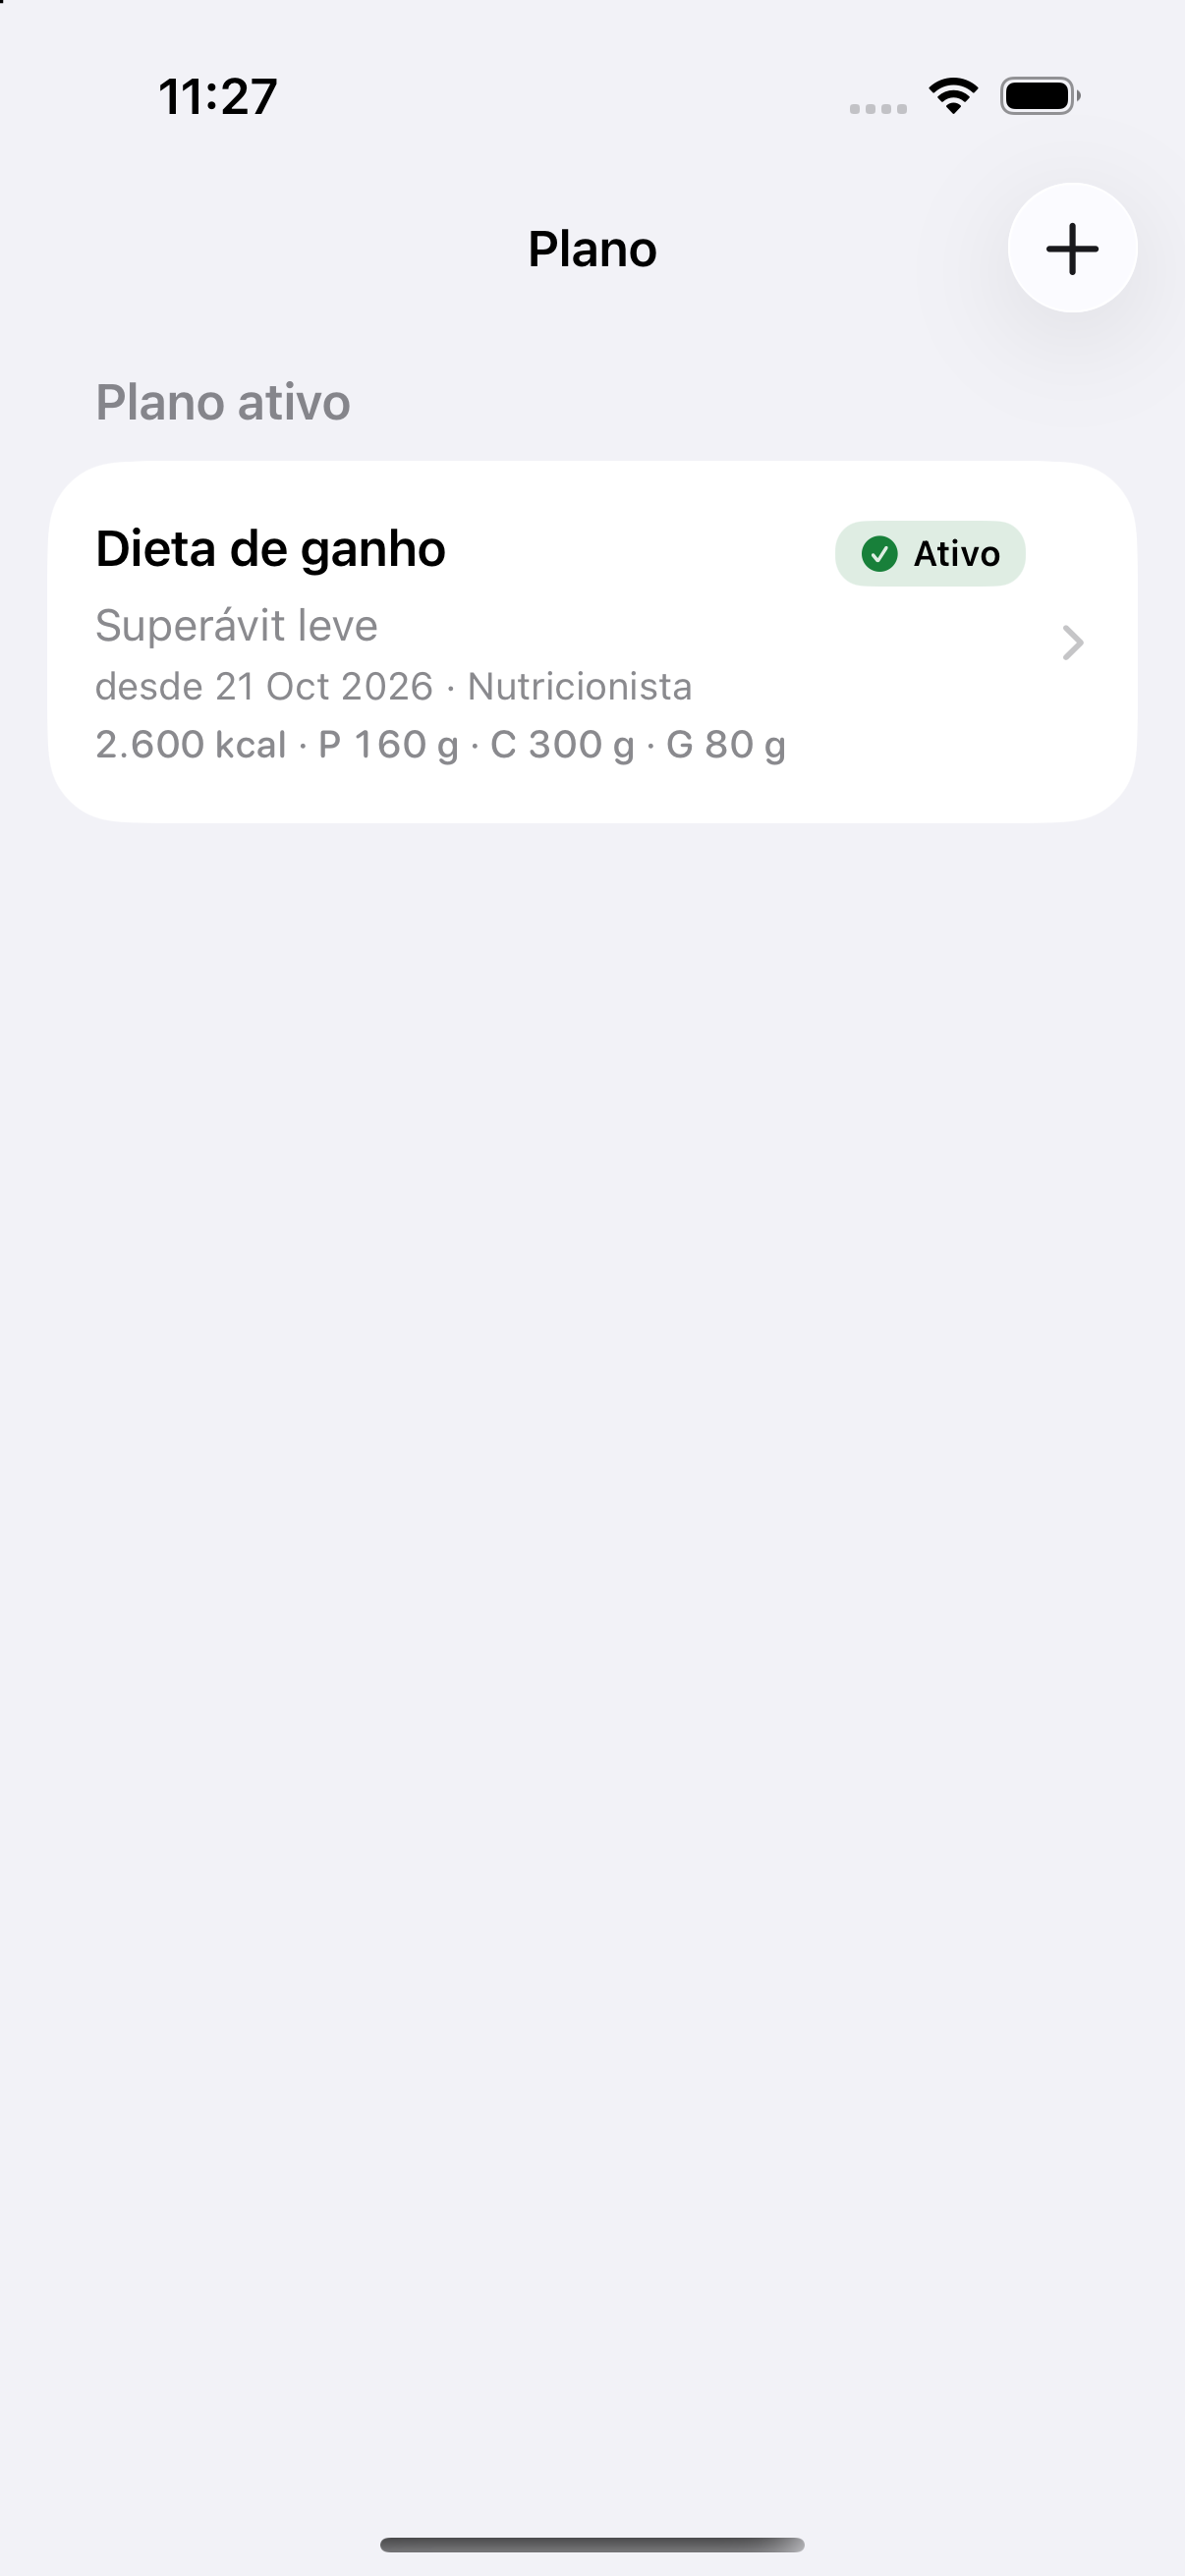 11:27
Plano
Plano ativo
Dieta de ganho
Ativo
Superávit leve
desde 21 Oct 2026 · Nutricionista
2.600 kcal · P 160 g · C 300 g · G 80 g